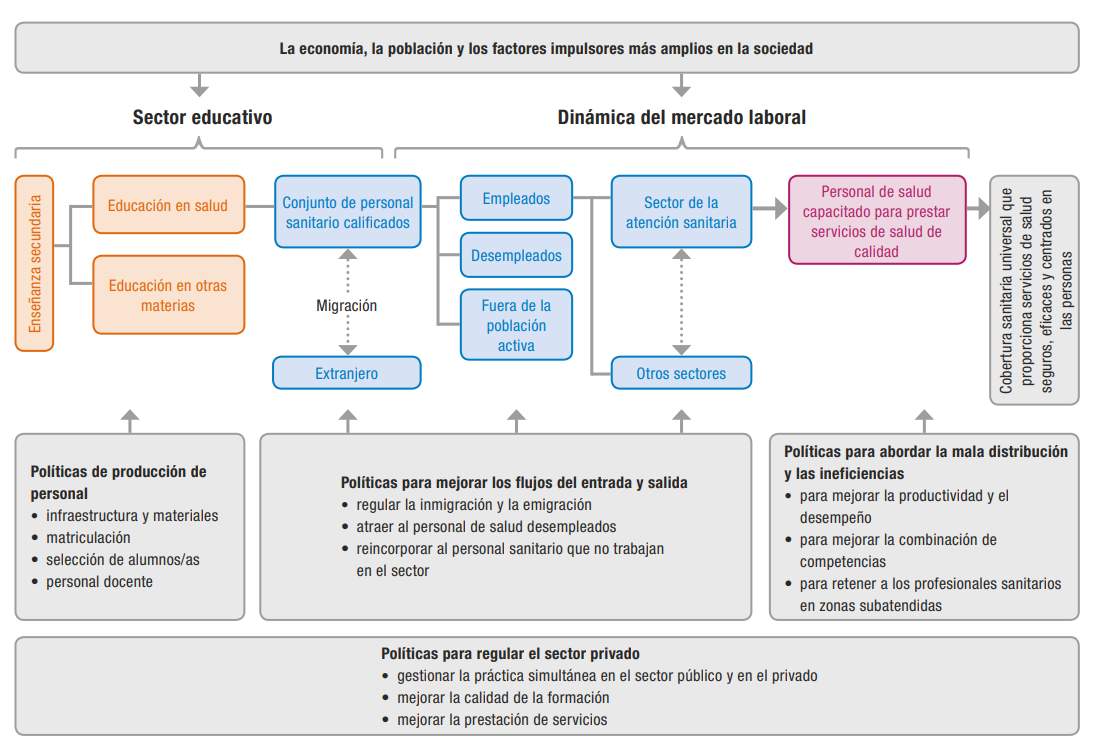 La economía, la población y los factores impulsores más amplios en la sociedad
Sector educativo
Dinámica del mercado laboral
Enseñanza secundaria
Educación en salud
Educación en otras
materias
Conjunto de personal
sanitario calificados
Migración
Extranjero
Empleados
Desempleados
Fuera de la
población
activa
Sector de la
atención sanitaria
Otros sectores
Personal de salud
capacitado para prestar
servicios de salud de
calidad
Cobertura sanitaria universal que
proporciona servicios de salud
seguros, eficaces y centrados en
las personas
Políticas de producción de
personal
• infraestructura y materiales
• matriculación
• selección de alumnos/as
• personal docente
Políticas para mejorar los flujos del entrada y salida
• regular la inmigración y la emigración
• atraer al personal de salud desempleados
• reincorporar al personal sanitario que no trabajan
en el sector
Políticas para abordar la mala distribución
y las ineficiencias
• para mejorar la productividad y el
desempeño
• para mejorar la combinación de
competencias
• para retener a los profesionales sanitarios
en zonas subatendidas
Políticas para regular el sector privado
• gestionar la práctica simultánea en el sector público y en el privado
• mejorar la calidad de la formación
• mejorar la prestación de servicios